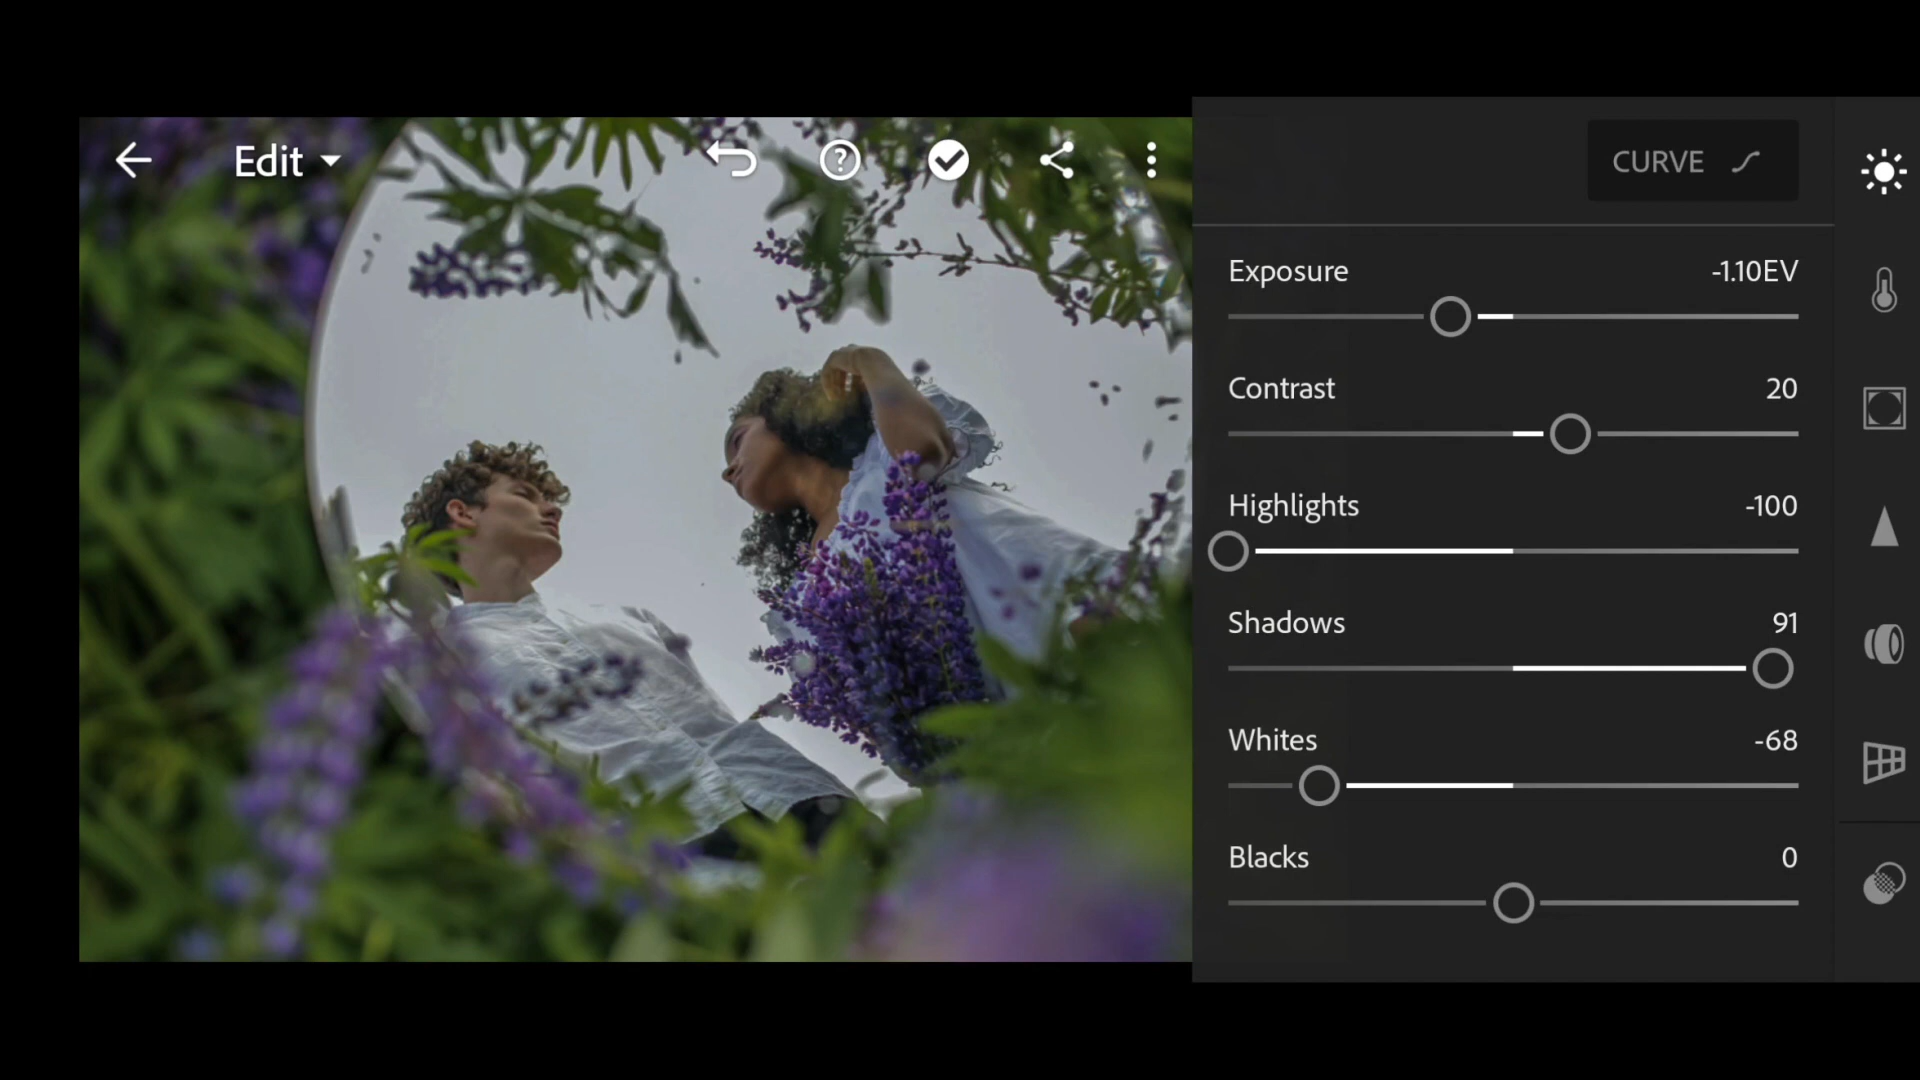 Edit
CURVE
Exposure -1.10EV
Contrast 20
Highlights -100
Shadows 91
Whites -68
Blacks 0